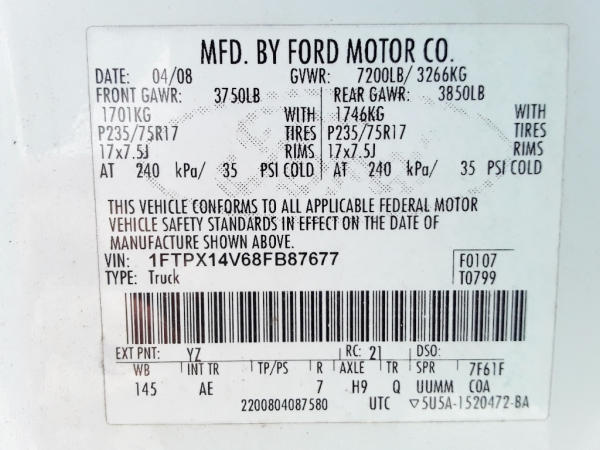 MFD. BY FORD MOTOR CO.
DATE: 04/08 GVWR: 7200LB/ 3266KG
FRONT GAWR: 3750LB REAR GAWR: 3850LB
1701KG WITH 1746KG WITH
P235/75R17 TIRES P235/75R17 TIRES
17x7.5J RIMS 17x7.5J RIMS
AT 240 kPa/ 35 PSI COLD AT 240 kPa/ 35 PSI COLD
THIS VEHICLE CONFORMS TO ALL APPLICABLE FEDERAL MOTOR
VEHICLE SAFETY STANDARDS IN EFFECT ON THE DATE OF
MANUFACTURE SHOWN ABOVE.
VIN: 1FTPX14V68FB87677 F0107
TYPE: Truck T0799
EXT PNT: YZ RC: 21 DSO:
WB INT TR TP/PS R AXLE TR SPR 7F61F
145 AE 7 H9 Q UUMM COA
2200804087580 UTC ▽5U5A-1520472-BA